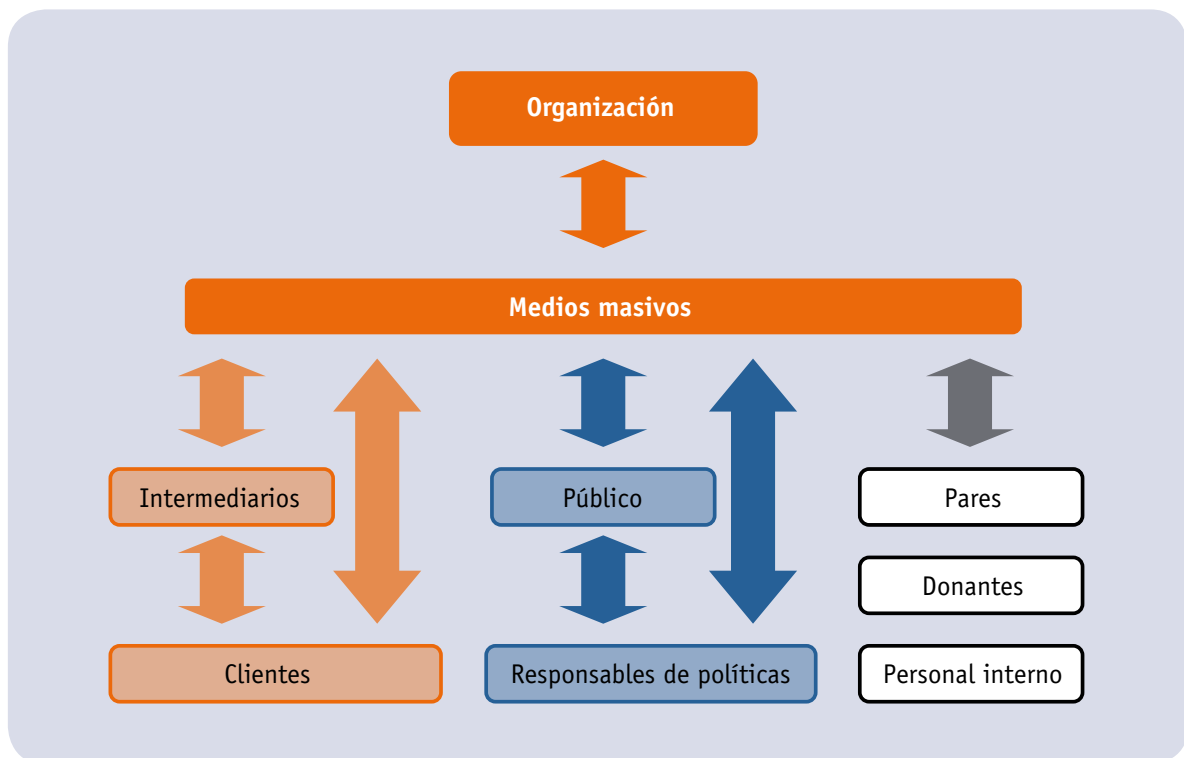 Organización
Medios masivos
Intermediarios
Público
Pares
Donantes
Clientes
Responsables de políticas
Personal interno